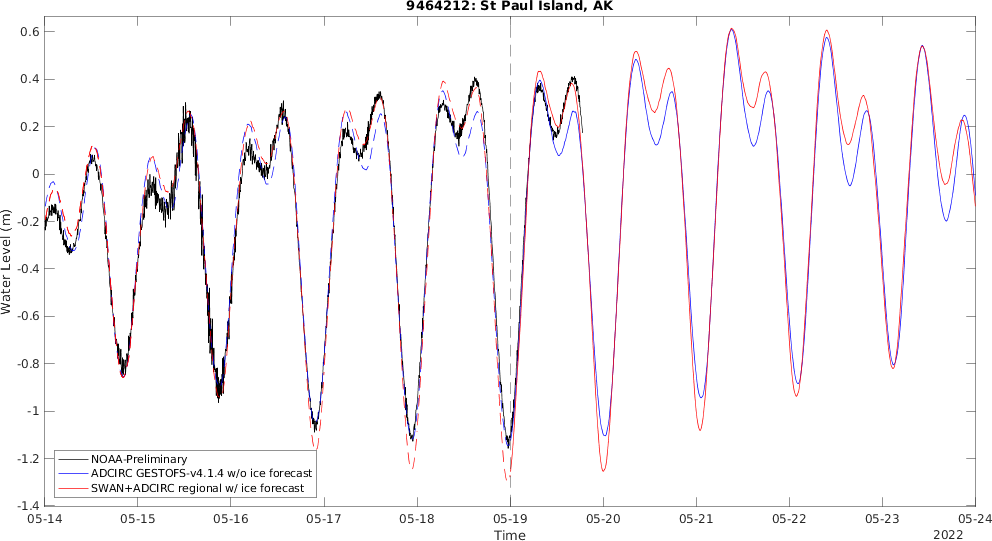 9464212: St Paul Island, AK
0.6
0.4
0.2
0
-0.2
-0.4
-0.6
-0.8
-1
-1.2
-1.4
Water Level (m)
NOAA-Preliminary
ADCIRC GESTOFS-v4.1.4 w/o ice forecast
SWAN+ADCIRC regional w/ ice forecast
05-14 05-15 05-16 05-17 05-18 05-19 05-20 05-21 05-22 05-23 05-24
Time
2022